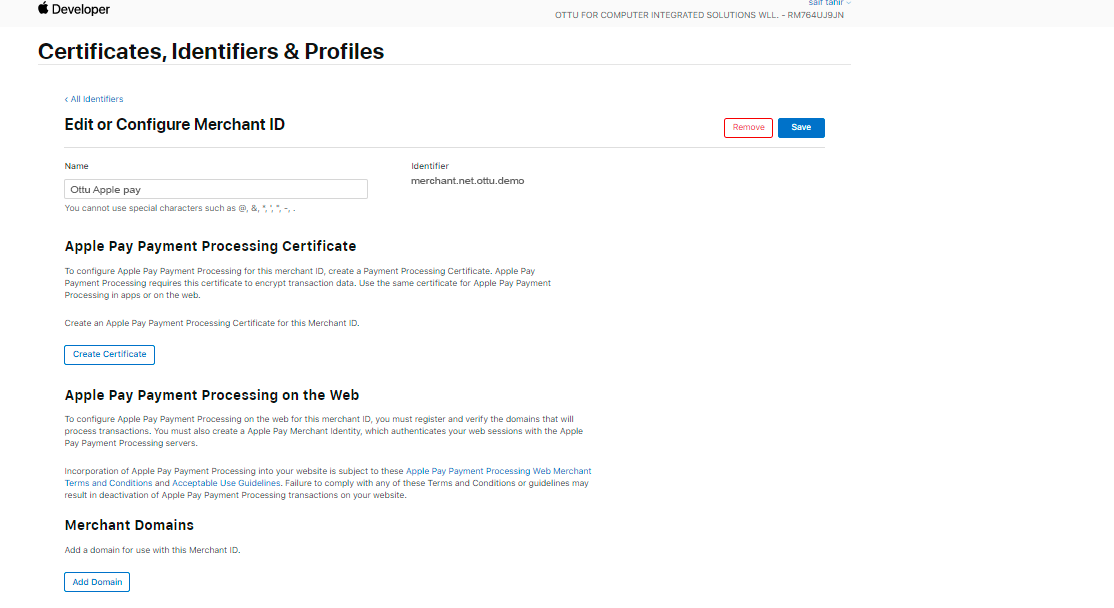 Developer
saif tahir
OTTU FOR COMPUTER INTEGRATED SOLUTIONS WLL. - RM764UJ9JN
Certificates, Identifiers & Profiles
‹ All Identifiers
Edit or Configure Merchant ID
Remove
Save
Name
Identifier
Ottu Apple pay
merchant.net.ottu.demo
You cannot use special characters such as @, &, *, ', ", -, .
Apple Pay Payment Processing Certificate
To configure Apple Pay Payment Processing for this merchant ID, create a Payment Processing Certificate. Apple Pay
Payment Processing requires this certificate to encrypt transaction data. Use the same certificate for Apple Pay Payment
Processing in apps or on the web.
Create an Apple Pay Payment Processing Certificate for this Merchant ID.
Create Certificate
Apple Pay Payment Processing on the Web
To configure Apple Pay Payment Processing on the web for this merchant ID, you must register and verify the domains that will
process transactions. You must also create a Apple Pay Merchant Identity, which authenticates your web sessions with the Apple
Pay Payment Processing servers.
Incorporation of Apple Pay Payment Processing into your website is subject to these Apple Pay Payment Processing Web Merchant
Terms and Conditions and Acceptable Use Guidelines. Failure to comply with any of these Terms and Conditions or guidelines may
result in deactivation of Apple Pay Payment Processing transactions on your website.
Merchant Domains
Add a domain for use with this Merchant ID.
Add Domain